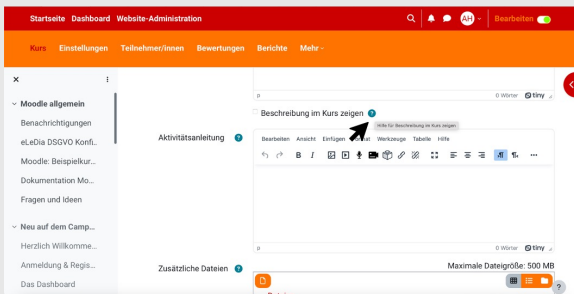 Startseite Dashboard Website-Administration
AH
Bearbeiten
Kurs Einstellungen Teilnehmer/innen Bewertungen Berichte Mehr
Moodle allgemein
Benachrichtigungen
eLeDia DSGVO Konfi...
Moodle: Beispielkur...
Dokumentation Mo...
Fragen und Ideen
Neu auf dem Camp...
Herzlich Willkomme...
Anmeldung & Regis...
Das Dashboard
p 0 Wörter tiny
Beschreibung im Kurs zeigen ?
Hilfe für Beschreibung im Kurs zeigen
Aktivitätsanleitung ?
Bearbeiten Ansicht Einfügen Werkzeuge Tabelle Hilfe
B I
p 0 Wörter tiny
Maximale Dateigröße: 500 MB
Zusätzliche Dateien ?
?